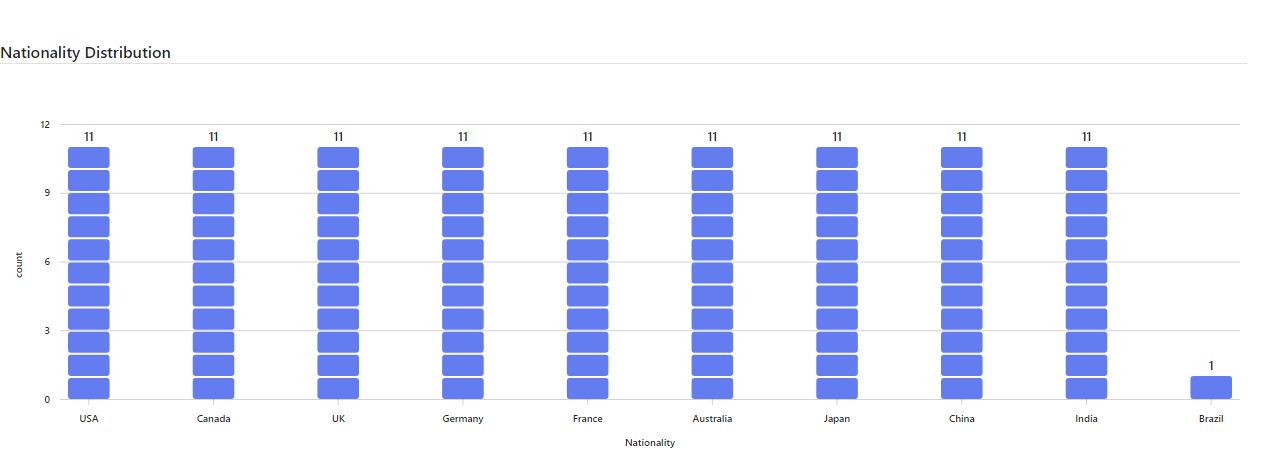 Nationality Distribution
12
11 11 11 11 11 11 11 11 11
9
6
count
3
1
0
USA Canada UK Germany France Australia Japan China India Brazil
Nationality